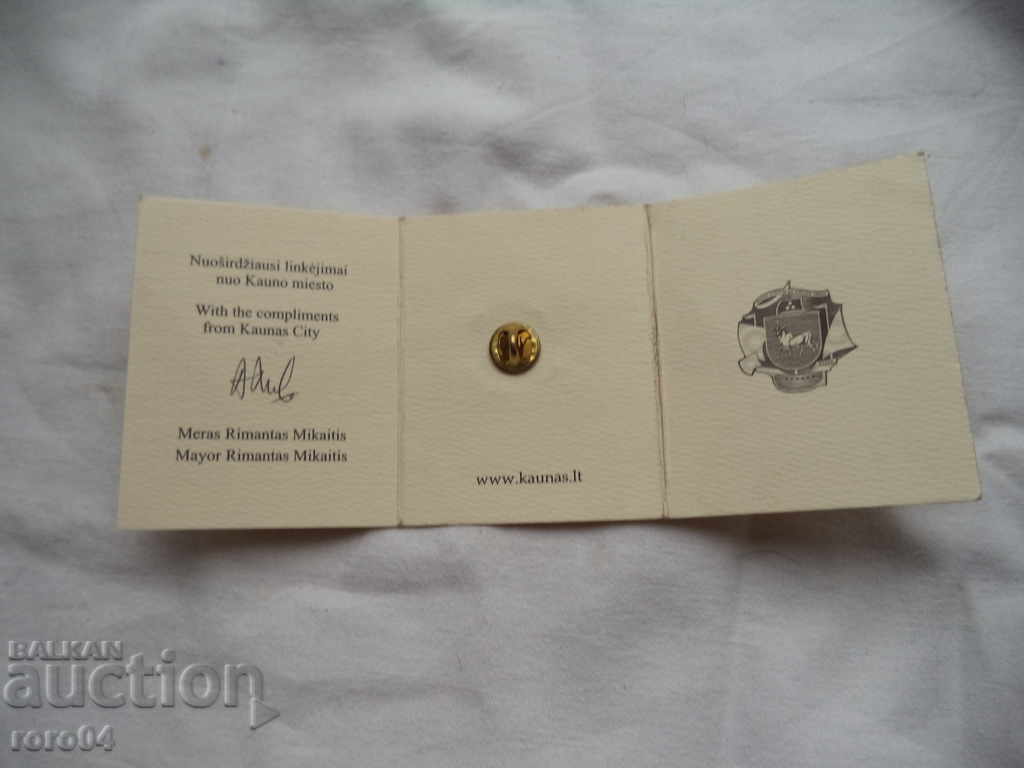 Nuoširdžiausi linkėjimai
nuo Kauno miesto
With the compliments
from Kaunas City
Meras Rimantas Mikaitis
Mayor Rimantas Mikaitis
www.kaunas.lt
BALKAN
auction
roro04